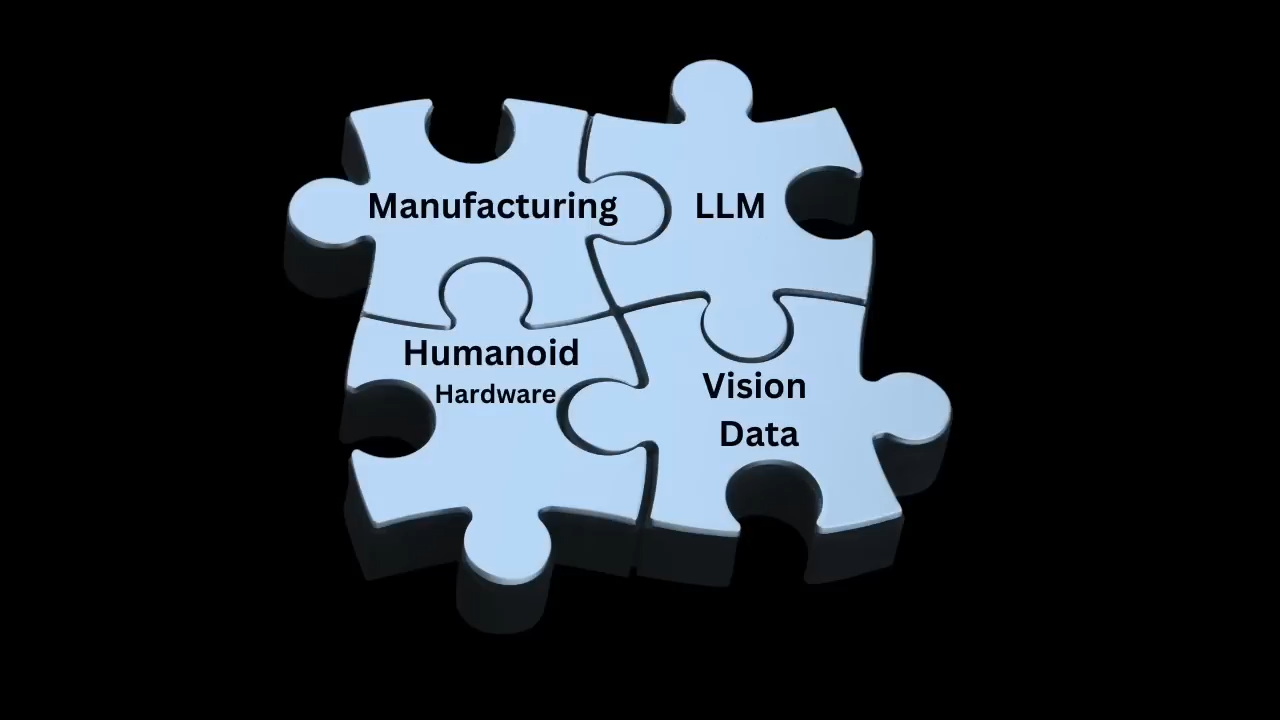 Manufacturing
LLM
Humanoid
Hardware
Vision
Data